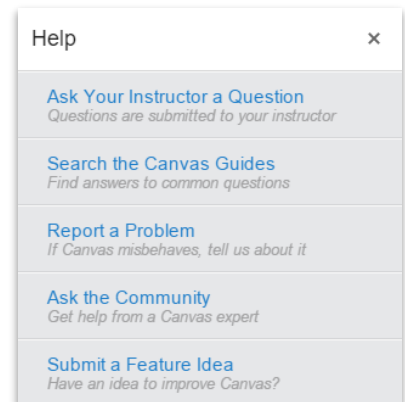 Help ×
Ask Your Instructor a Question
Questions are submitted to your instructor
Search the Canvas Guides
Find answers to common questions
Report a Problem
If Canvas misbehaves, tell us about it
Ask the Community
Get help from a Canvas expert
Submit a Feature Idea
Have an idea to improve Canvas?